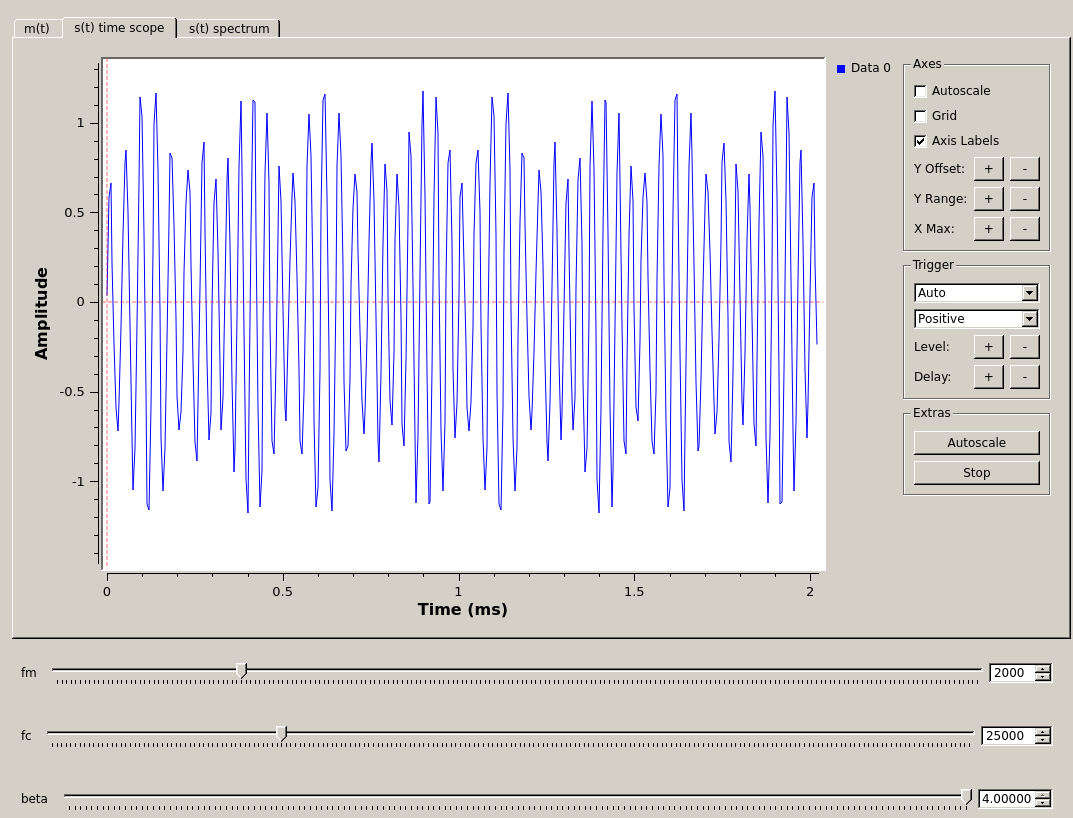 m(t) s(t) time scope s(t) spectrum
Data 0
Axes
Autoscale
Grid
Axis Labels
Y Offset: + -
Y Range: + -
X Max: + -
Trigger
Auto
Positive
Level: + -
Delay: + -
Extras
Autoscale
Stop
Amplitude
1
0.5
0
-0.5
-1
0 0.5 1 1.5 2
Time (ms)
fm 2000
fc 25000
beta 4.00000